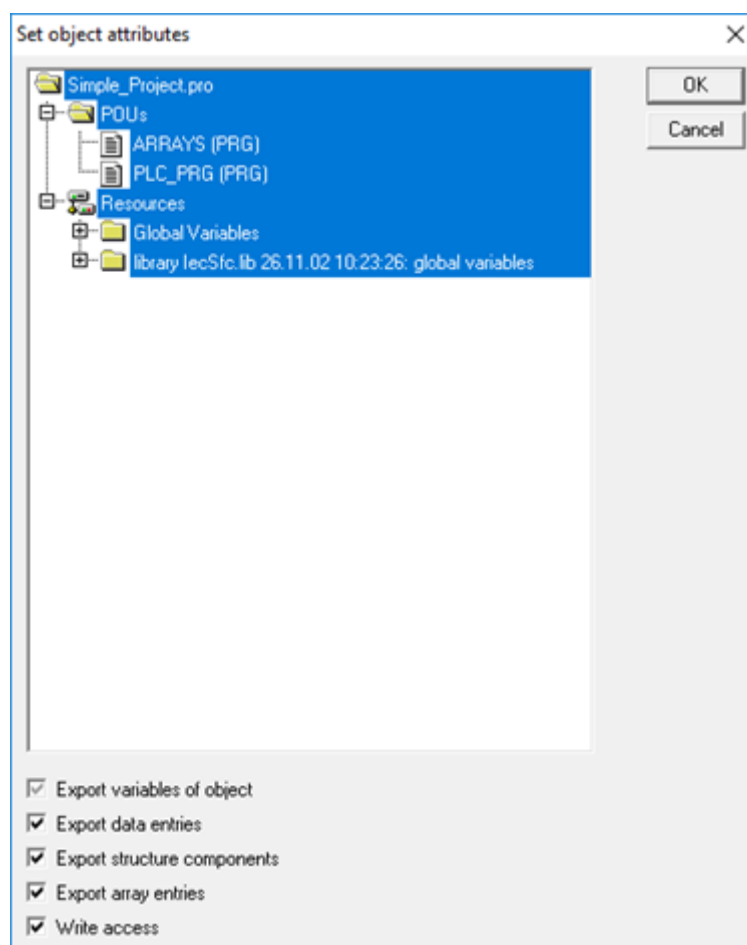 Set object attributes
Simple_Project.pro
OK
POUs
Cancel
ARRAYS (PRG)
PLC_PRG (PRG)
Resources
Global Variables
library IecSfc.lib 26.11.02 10:23:26: global variables
Export variables of object
Export data entries
Export structure components
Export array entries
Write access